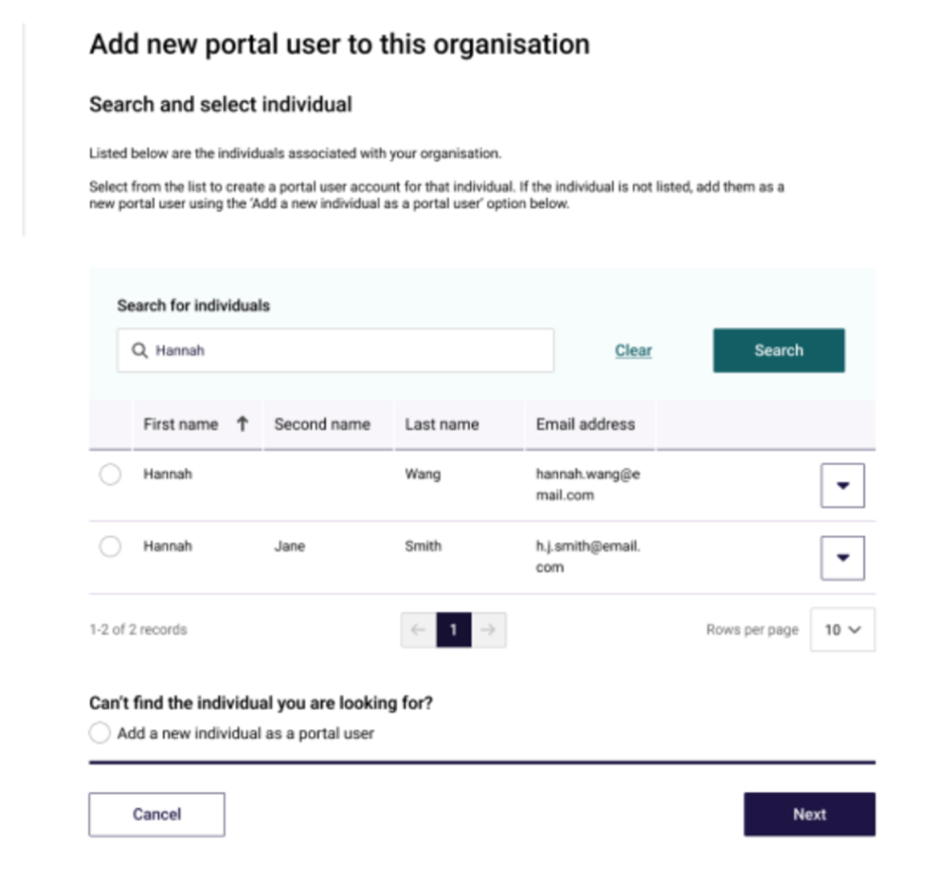 Add new portal user to this organisation
Search and select individual
Listed below are the individuals associated with your organisation.
Select from the list to create a portal user account for that individual. If the individual is not listed, add them as a
new portal user using the 'Add a new individual as a portal user' option below.
Search for individuals
Hannah
Clear
Search
First name ↑ Second name Last name Email address
Hannah Wang hannah.wang@e
mail.com
Hannah Jane Smith h.j.smith@email.
com
1-2 of 2 records ← 1 → Rows per page 10
Can't find the individual you are looking for?
Add a new individual as a portal user
Cancel Next